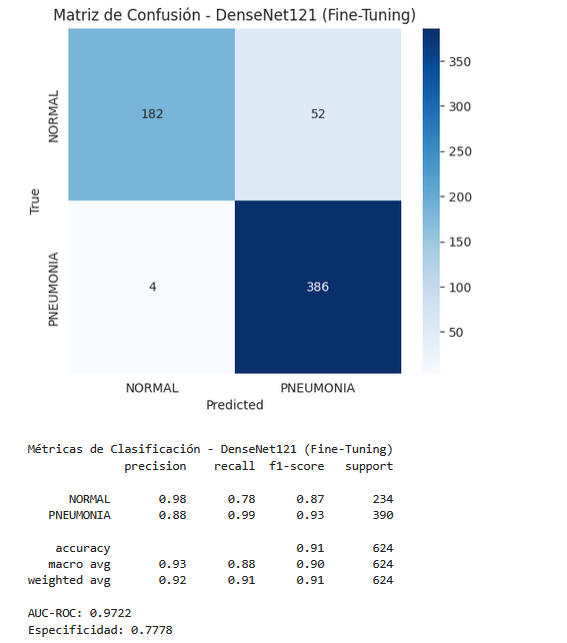 Matriz de Confusión - DenseNet121 (Fine-Tuning)
NORMAL
PNEUMONIA
True
182 52
4 386
NORMAL PNEUMONIA
Predicted
350
300
250
200
150
100
50
Métricas de Clasificación - DenseNet121 (Fine-Tuning)
precision recall f1-score support
NORMAL 0.98 0.78 0.87 234
PNEUMONIA 0.88 0.99 0.93 390
accuracy 0.91 624
macro avg 0.93 0.88 0.90 624
weighted avg 0.92 0.91 0.91 624
AUC-ROC: 0.9722
Especificidad: 0.7778